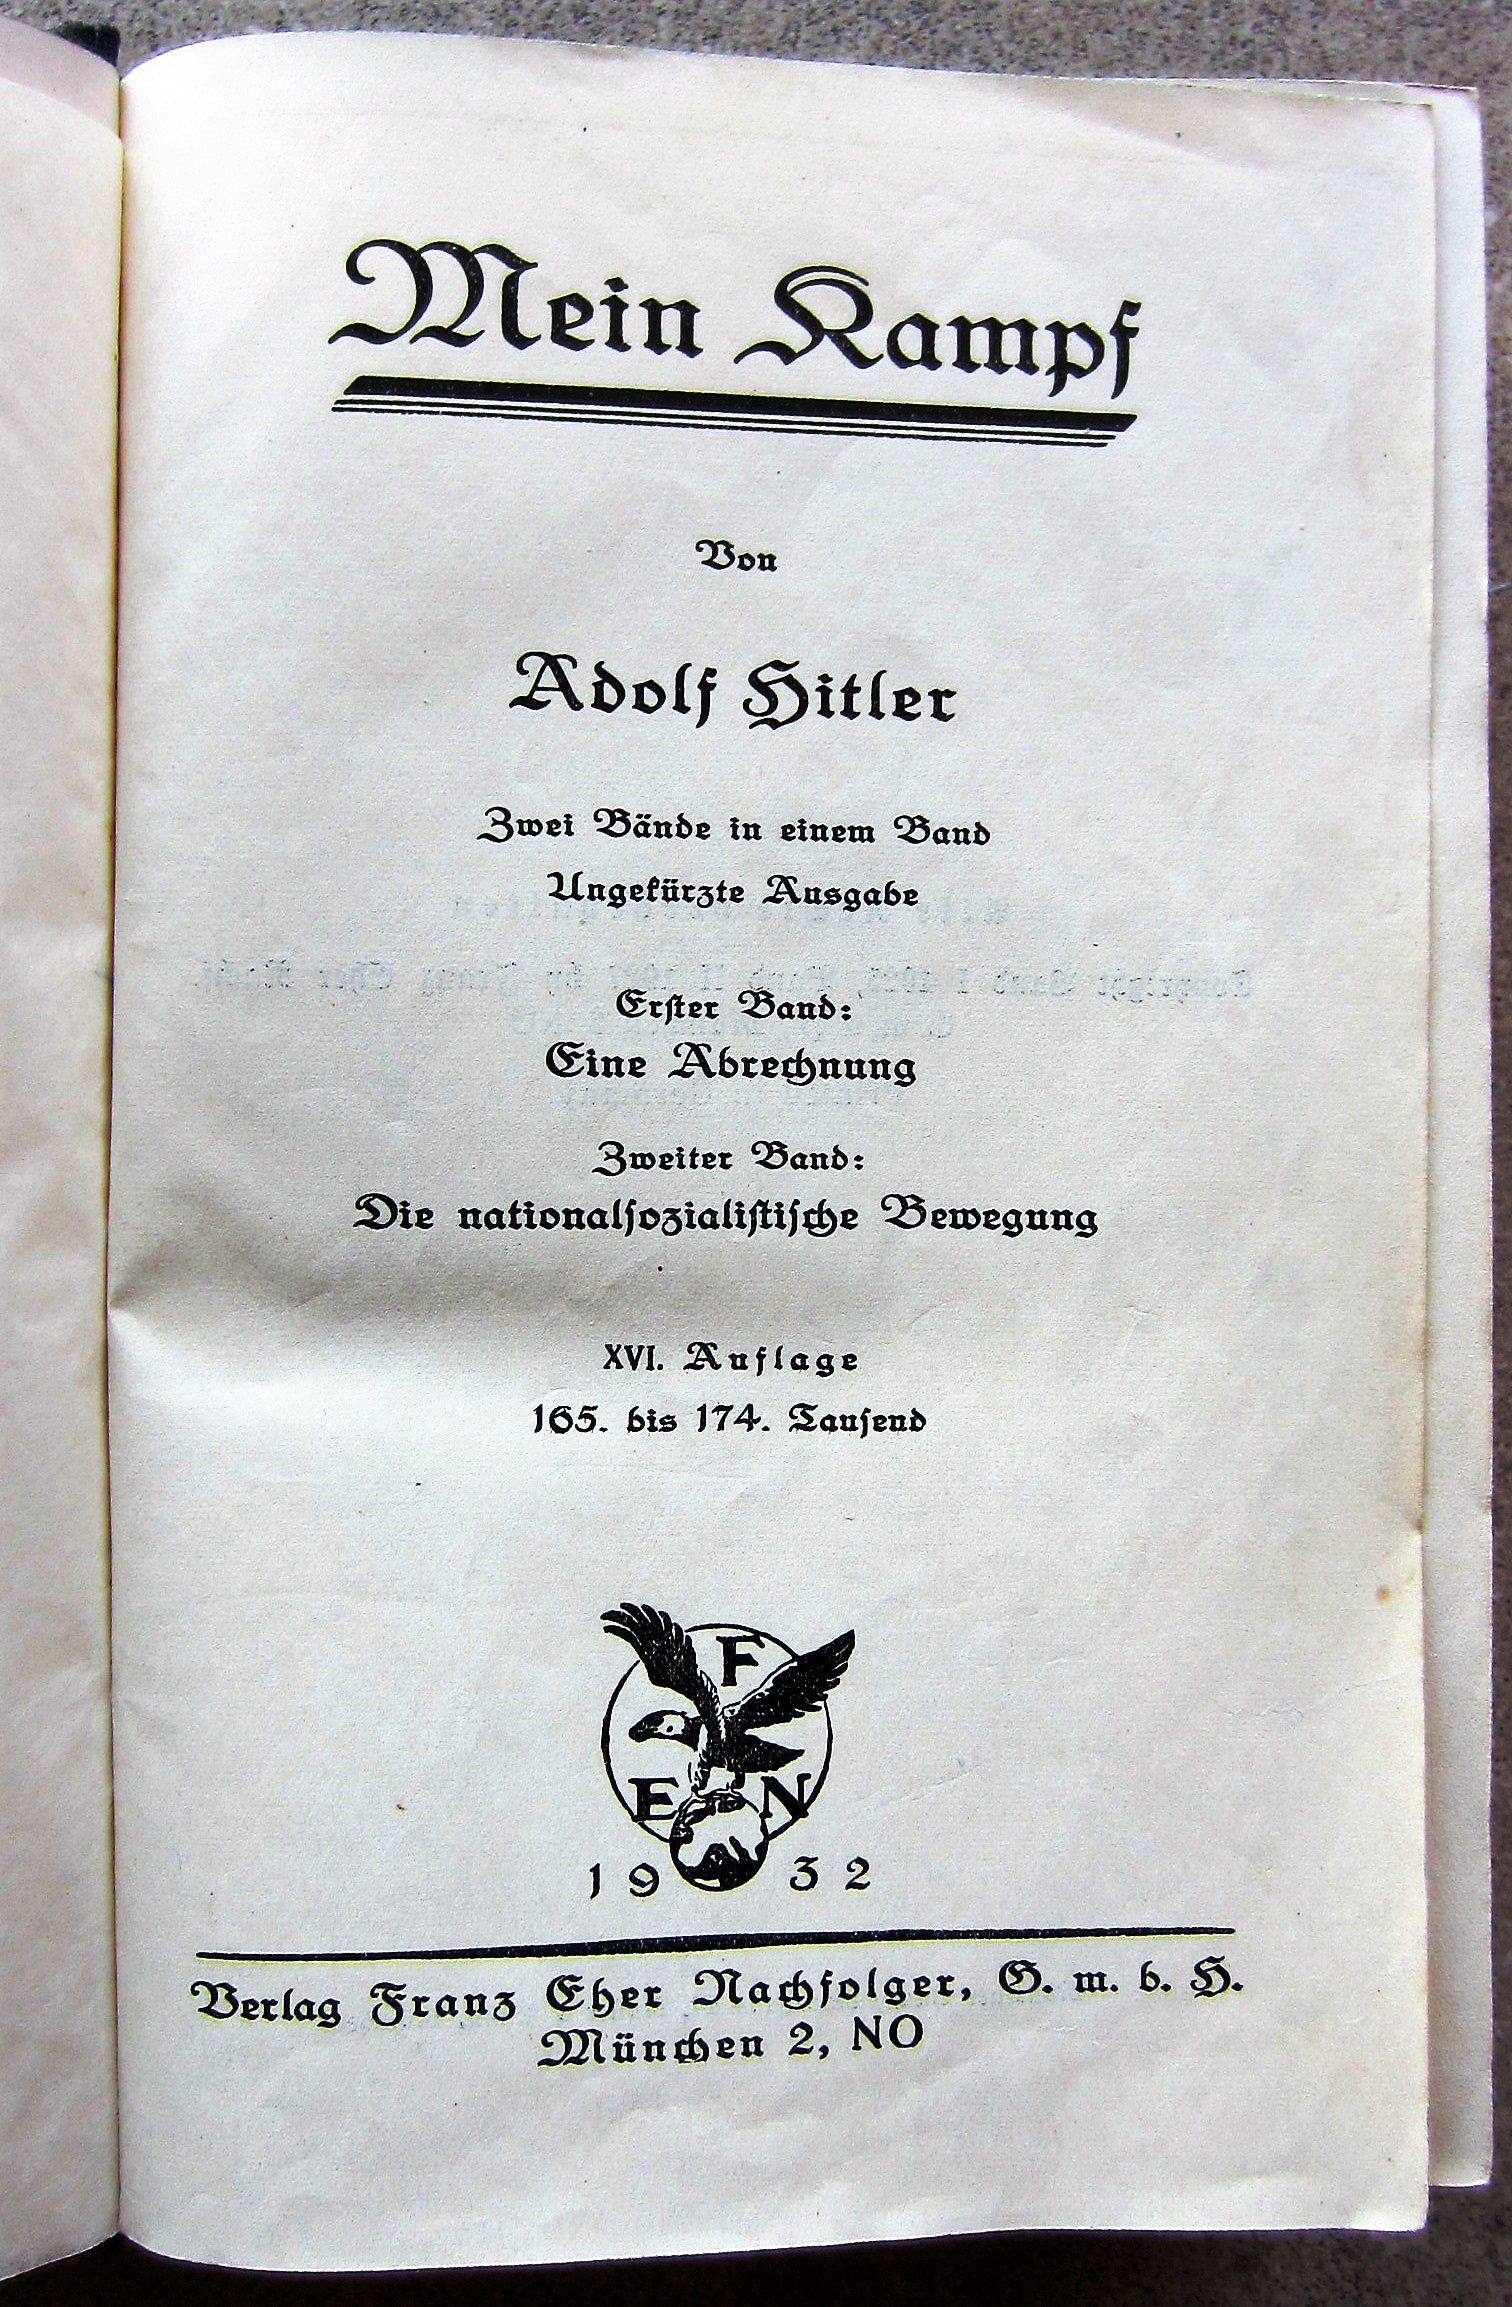 Mein Kampf
Von
Adolf Hitler
Zwei Bände in einem Band
Ungekürzte Ausgabe
Erster Band:
Eine Abrechnung
Zweiter Band:
Die nationalsozialistische Bewegung
XVI. Auflage
165. bis 174. Tausend
F
E N
1932
Verlag Franz Eher Nachfolger, G. m. b. H.
München 2, NO